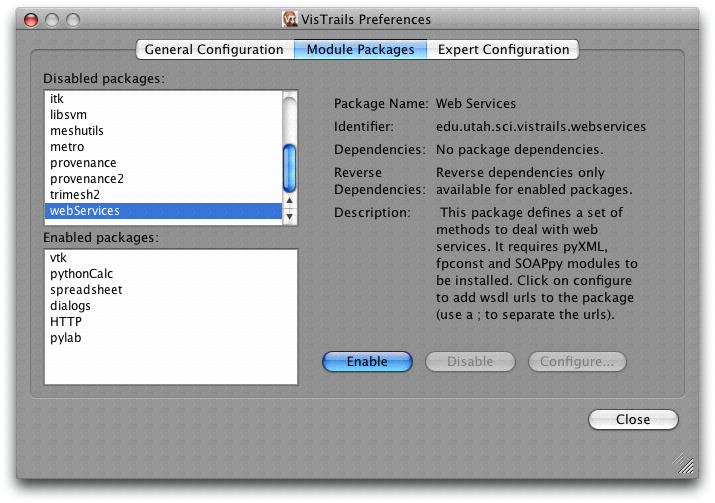 VisTrails Preferences
General Configuration
Module Packages
Expert Configuration
Disabled packages:
itk
libsvm
meshutils
metro
provenance
provenance2
trimesh2
webServices
Enabled packages:
vtk
pythonCalc
spreadsheet
dialogs
HTTP
pylab
Package Name: Web Services
Identifier: edu.utah.sci.vistrails.webservices
Dependencies: No package dependencies.
Reverse Reverse dependencies only
Dependencies: available for enabled packages.
Description: This package defines a set of
methods to deal with web
services. It requires pyXML,
fpconst and SOAPpy modules to
be installed. Click on configure
to add wsdl urls to the package
(use a ; to separate the urls).
Enable
Disable
Configure...
Close